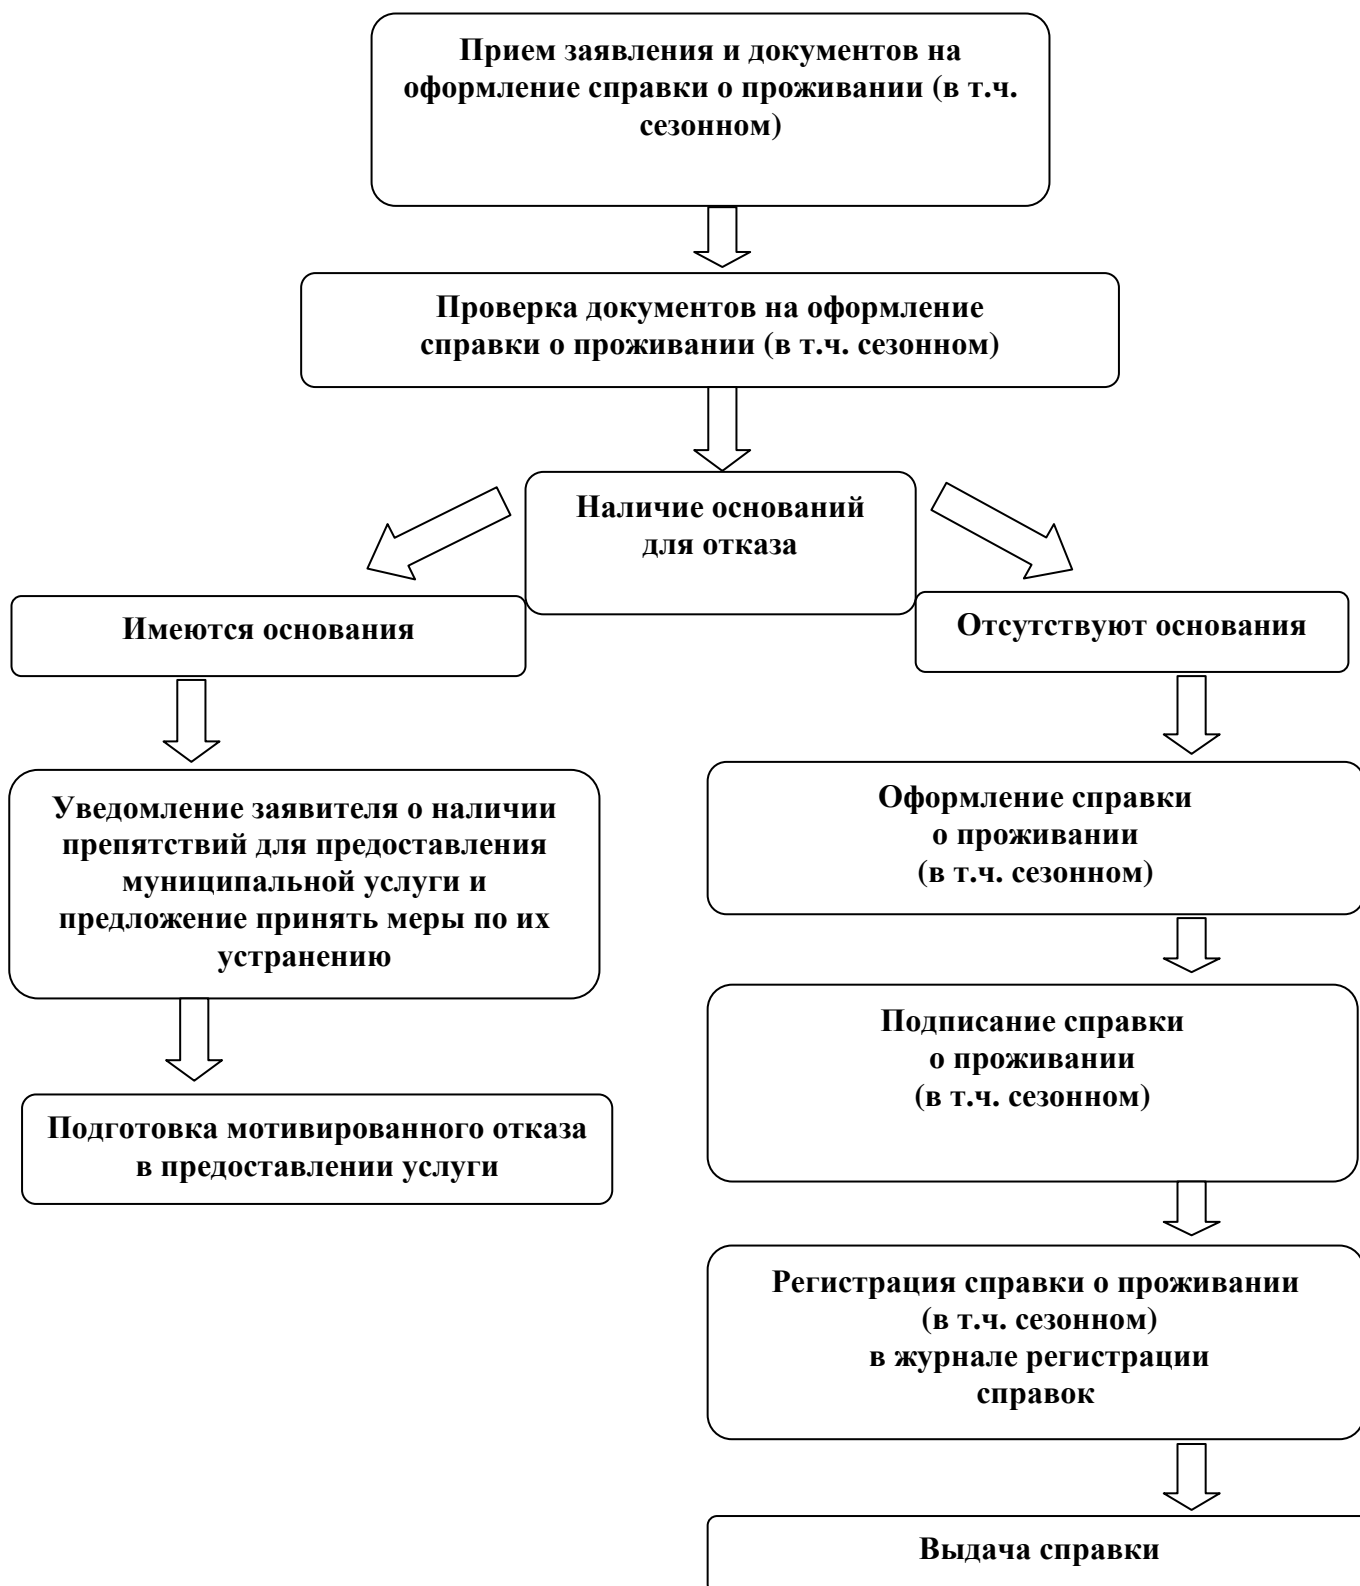 Прием заявления и документов на
оформление справки о проживании (в т.ч.
сезонном)
Проверка документов на оформление
справки о проживании (в т.ч. сезонном)
Наличие оснований
для отказа
Имеются основания
Отсутствуют основания
Уведомление заявителя о наличии
препятствий для предоставления
муниципальной услуги и
предложение принять меры по их
устранению
Подготовка мотивированного отказа
в предоставлении услуги
Оформление справки
о проживании
(в т.ч. сезонном)
Подписание справки
о проживании
(в т.ч. сезонном)
Регистрация справки о проживании
(в т.ч. сезонном)
в журнале регистрации
справок
Выдача справки